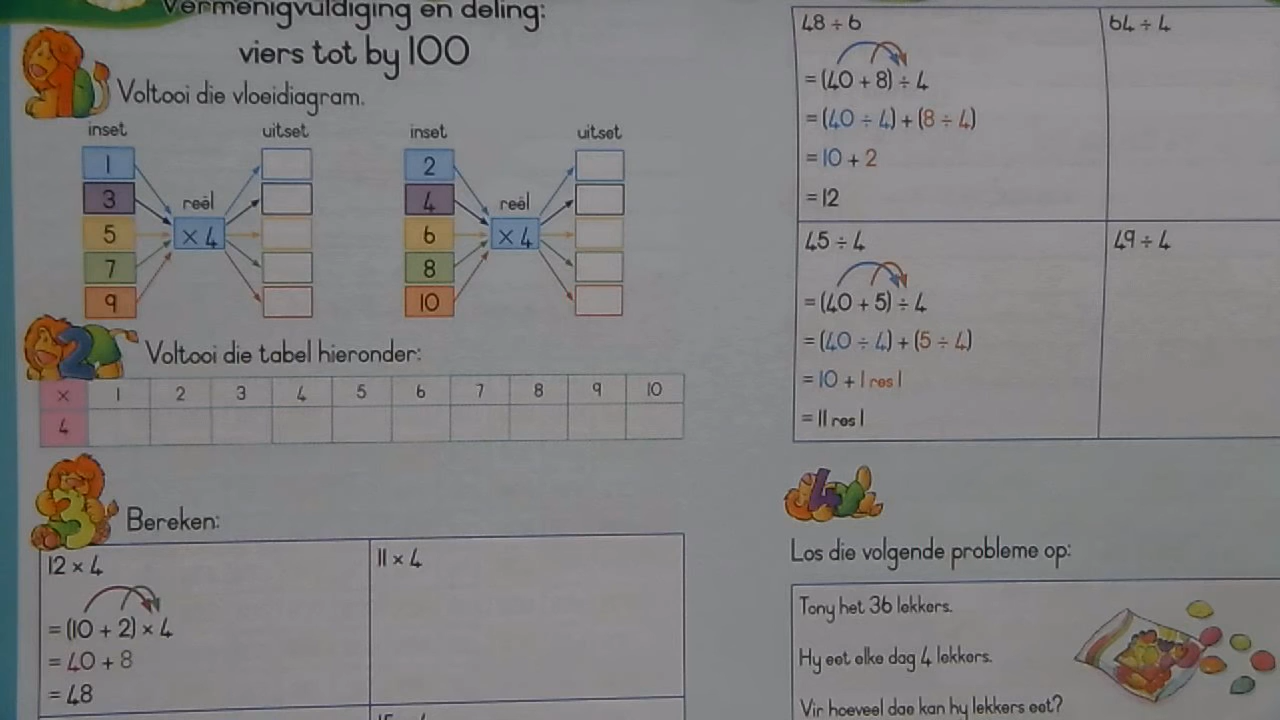 Vermenigvuldiging en deling:
viers tot by 100
1 Voltooi die vloeidiagram.
inset uitset inset uitset
1 2
3 reël 4 reël
5 × 4 6 × 4
7 8
9 10
2 Voltooi die tabel hieronder:
× 1 2 3 4 5 6 7 8 9 10
4
3 Bereken:
12 × 4
= (10 + 2) × 4
= 40 + 8
= 48
11 × 4
48 ÷ 6
= (40 + 8) ÷ 4
= (40 ÷ 4) + (8 ÷ 4)
= 10 + 2
= 12
64 ÷ 4
45 ÷ 4
= (40 + 5) ÷ 4
= (40 ÷ 4) + (5 ÷ 4)
= 10 + 1 res 1
= 11 res 1
49 ÷ 4
4
Los die volgende probleme op:
Tony het 36 lekkers.
Hy eet elke dag 4 lekkers.
Vir hoeveel dae kan hy lekkers eet?